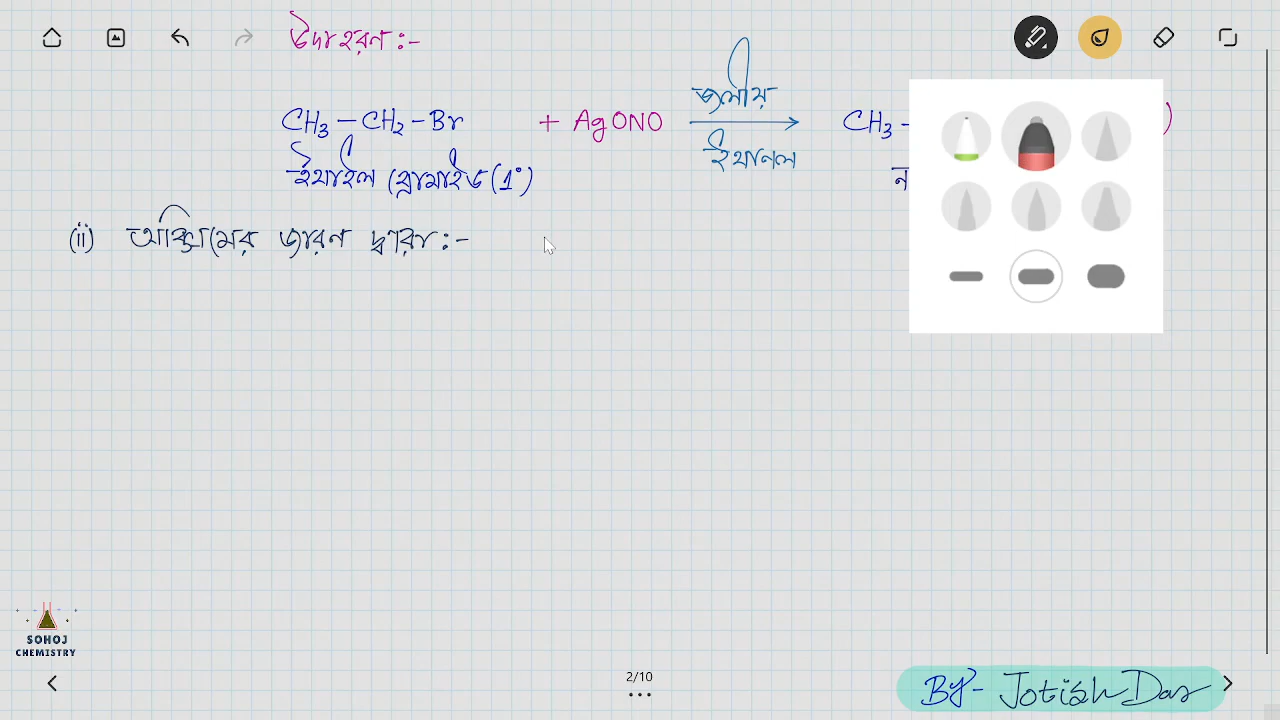 উদাহরণ :-
জলীয়
CH3 – CH2 – Br + AgONO ⟶ CH3 – )
ইথানল
ইথাইল ব্রোমাইড (1°) ন
(ii) অক্সিমের জারণ দ্বারা :-
SOHOJ
CHEMISTRY
2/10
BY- Jotish Das